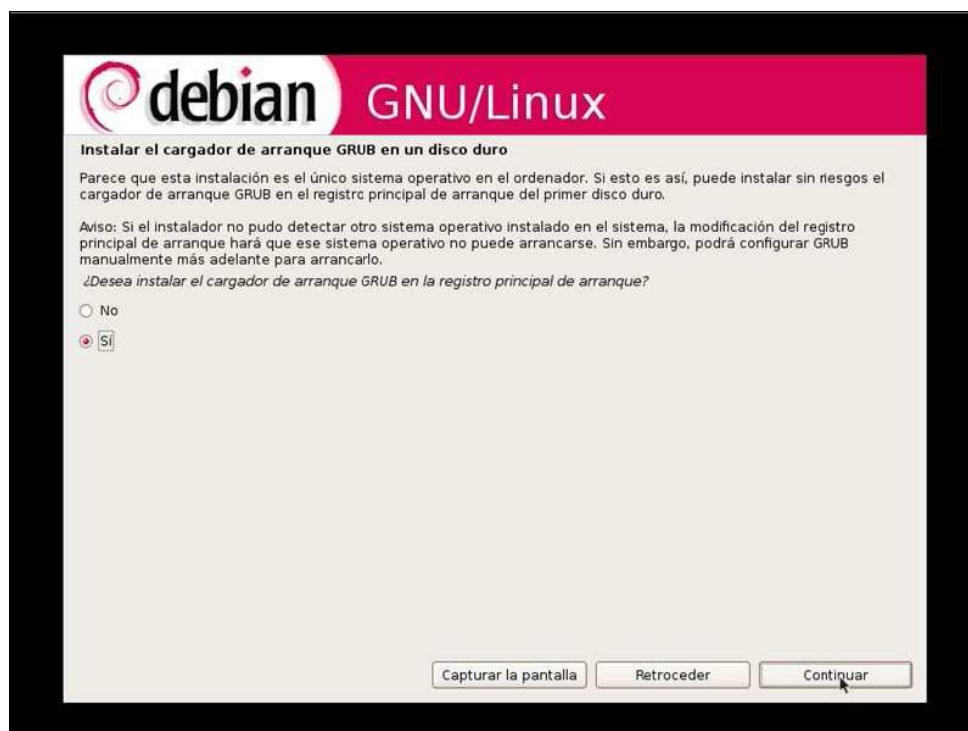 debian GNU/Linux
Instalar el cargador de arranque GRUB en un disco duro
Parece que esta instalación es el único sistema operativo en el ordenador. Si esto es así, puede instalar sin riesgos el
cargador de arranque GRUB en el registro principal de arranque del primer disco duro.
Aviso: Si el instalador no pudo detectar otro sistema operativo instalado en el sistema, la modificación del registro
principal de arranque hará que ese sistema operativo no puede arrancarse. Sin embargo, podrá configurar GRUB
manualmente más adelante para arrancarlo.
¿Desea instalar el cargador de arranque GRUB en la registro principal de arranque?
No
Sí
Capturar la pantalla Retroceder Continuar